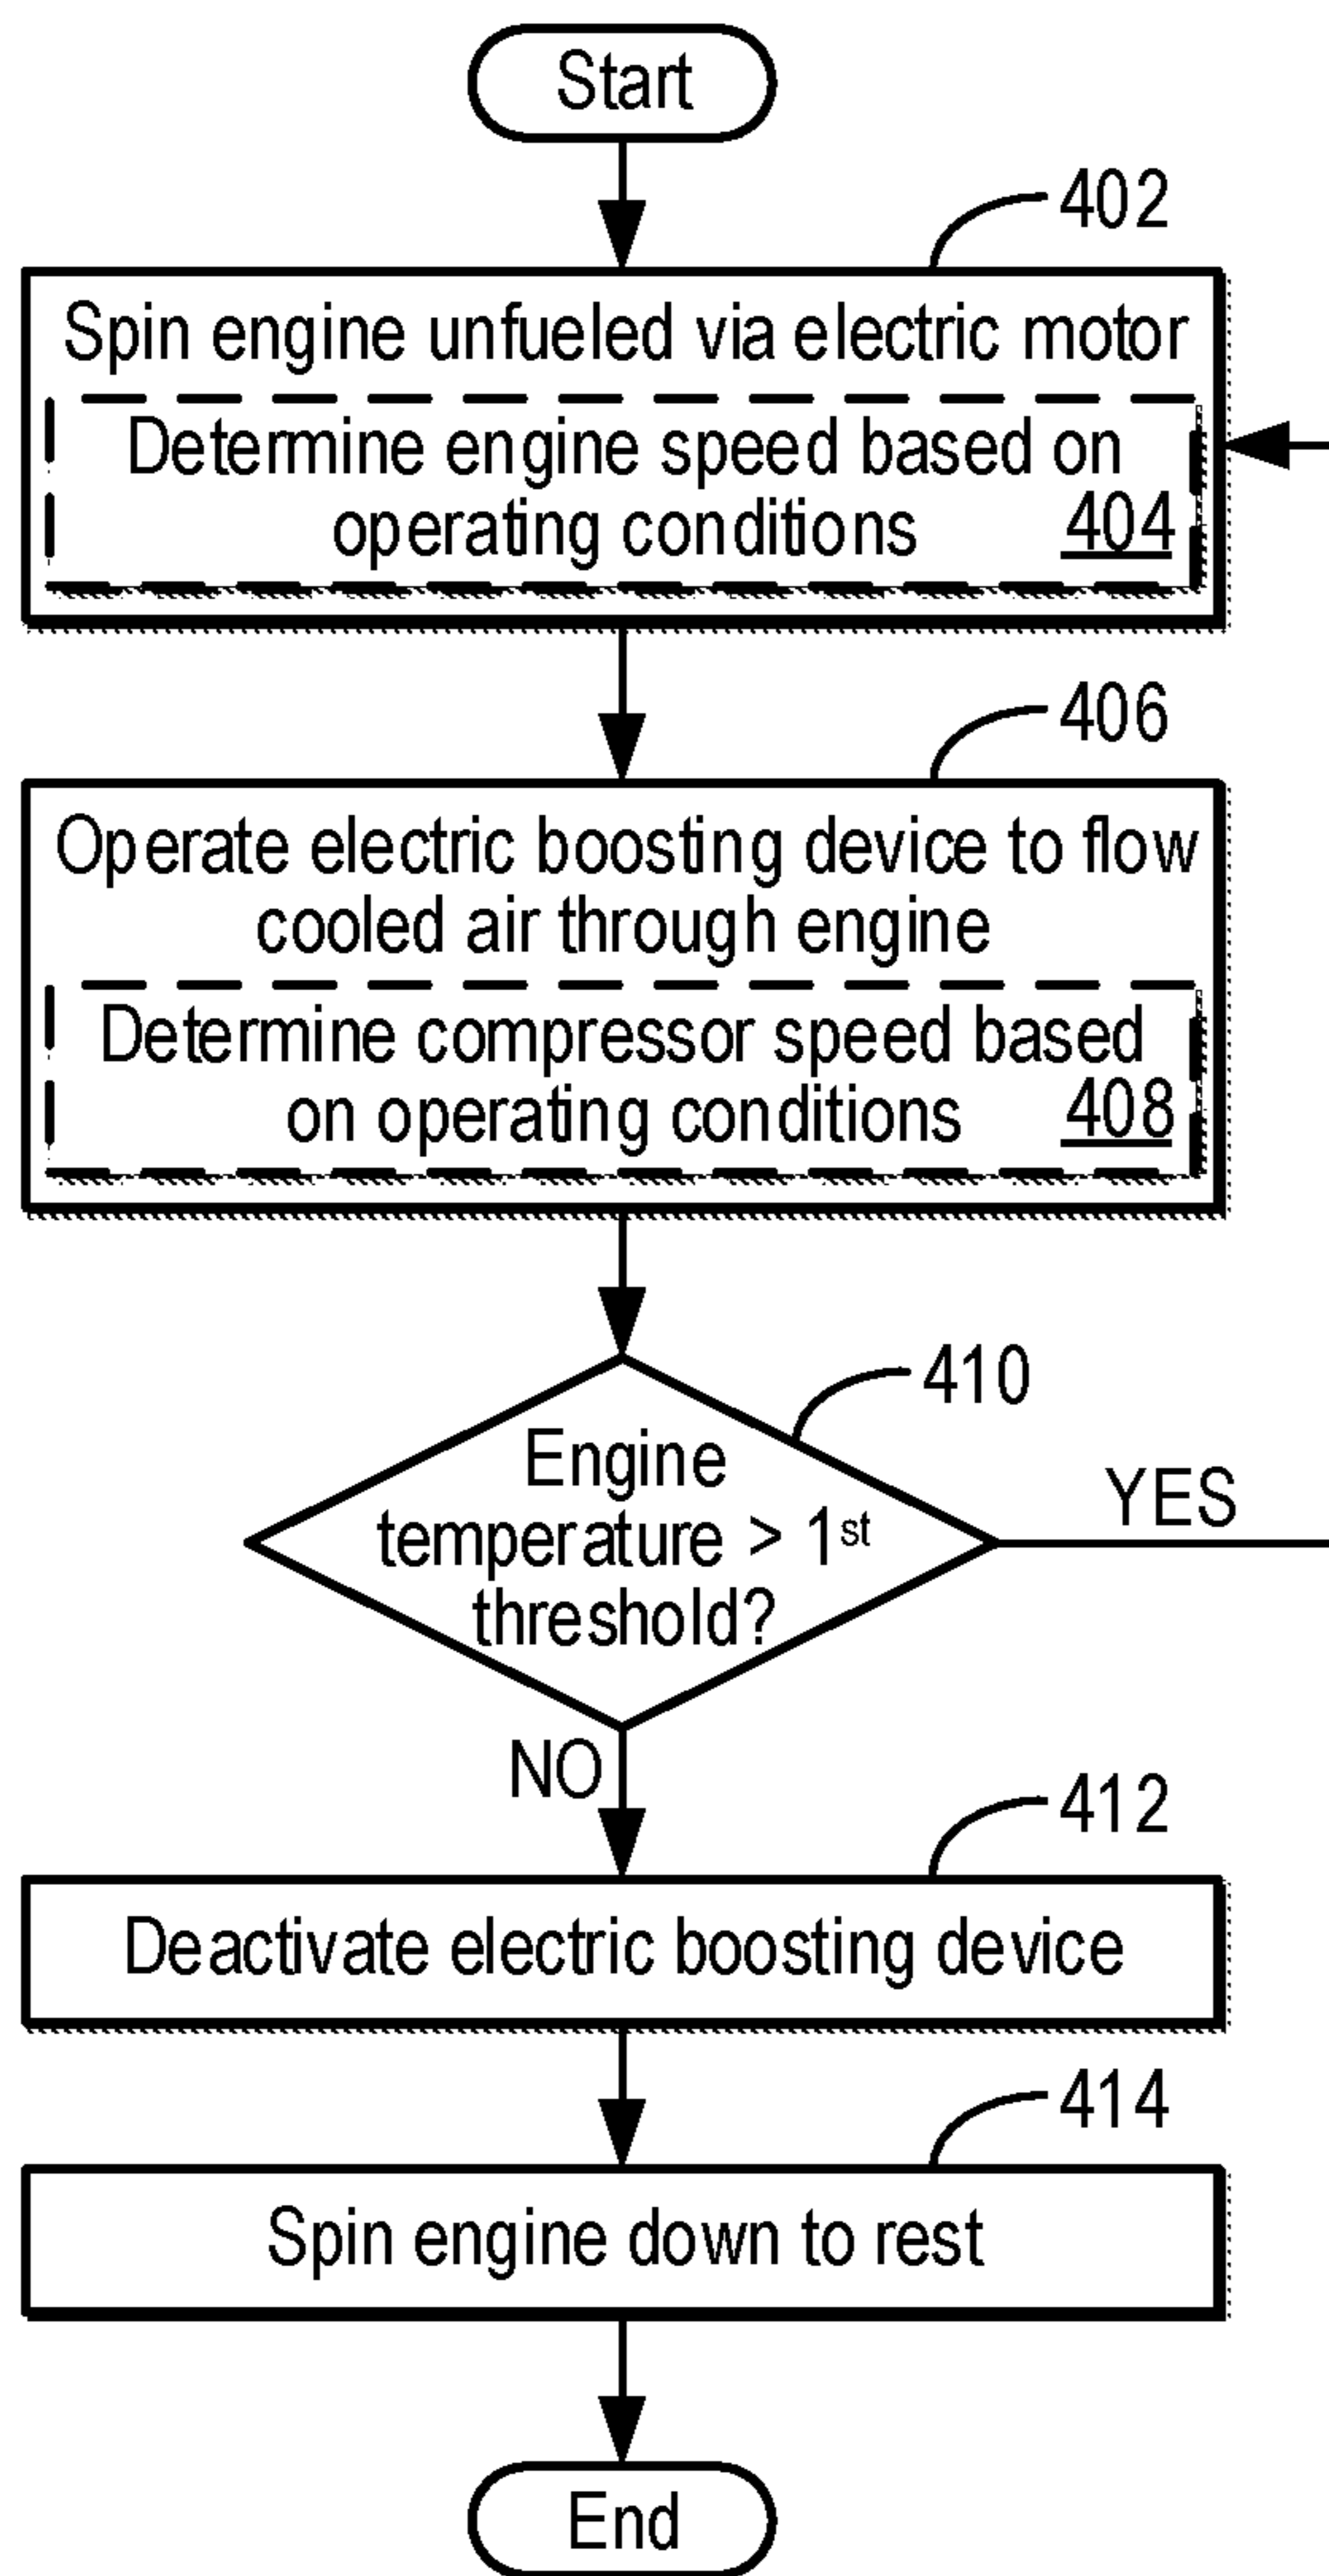 Start
402
Spin engine unfueled via electric motor
Determine engine speed based on
operating conditions 404
406
Operate electric boosting device to flow
cooled air through engine
Determine compressor speed based
on operating conditions 408
410
Engine
temperature > 1st
threshold?
YES
NO
412
Deactivate electric boosting device
414
Spin engine down to rest
End